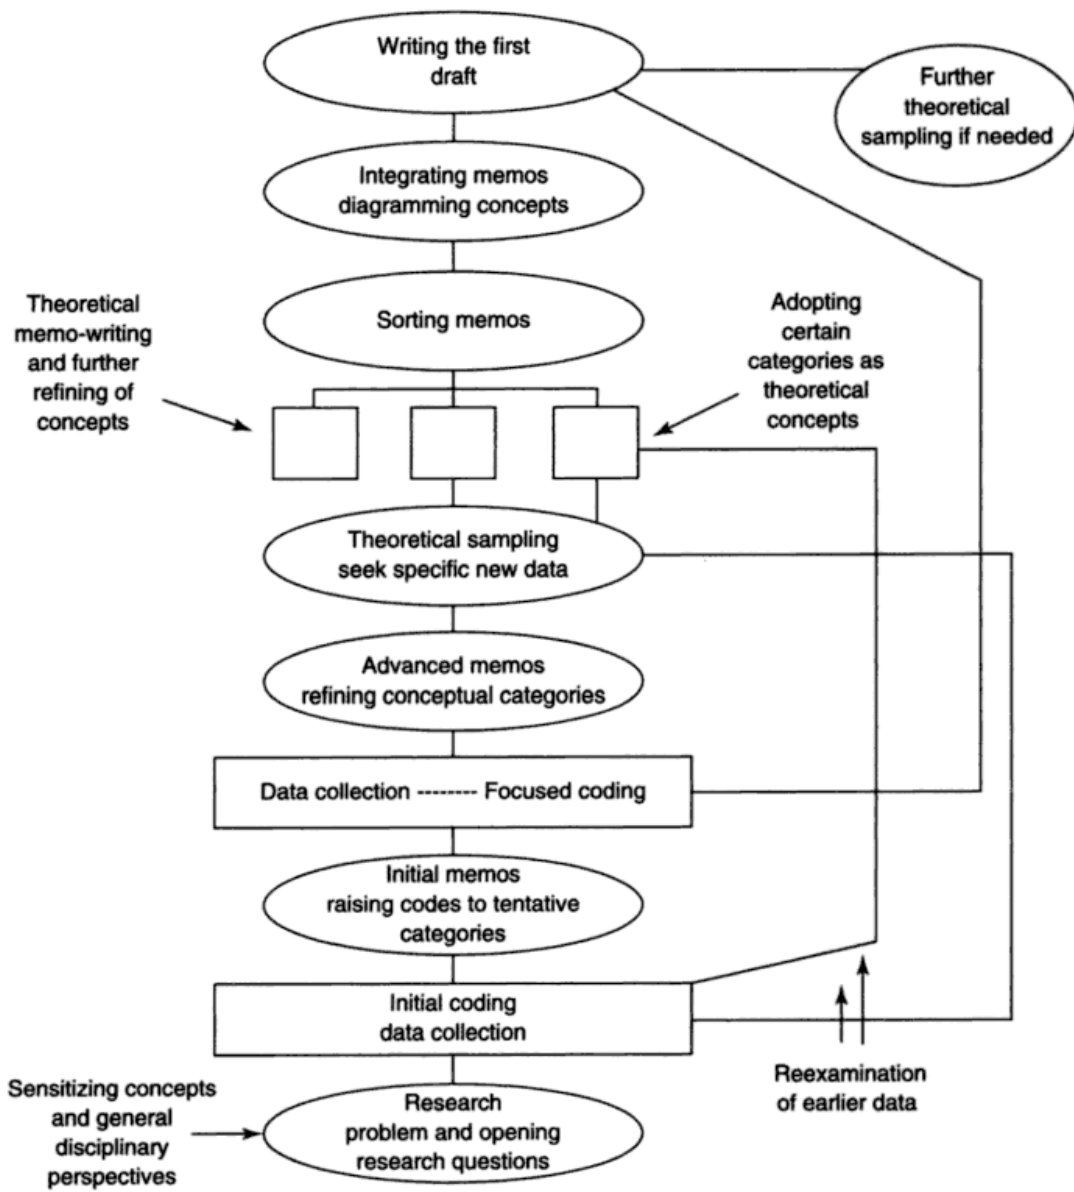 Writing the first
draft
Further
theoretical
sampling if needed
Integrating memos
diagramming concepts
Theoretical
memo-writing
and further
refining of
concepts
Sorting memos
Adopting
certain
categories as
theoretical
concepts
Theoretical sampling
seek specific new data
Advanced memos
refining conceptual categories
Data collection -------- Focused coding
Initial memos
raising codes to tentative
categories
Initial coding
data collection
Reexamination
of earlier data
Sensitizing concepts
and general
disciplinary
perspectives
Research
problem and opening
research questions